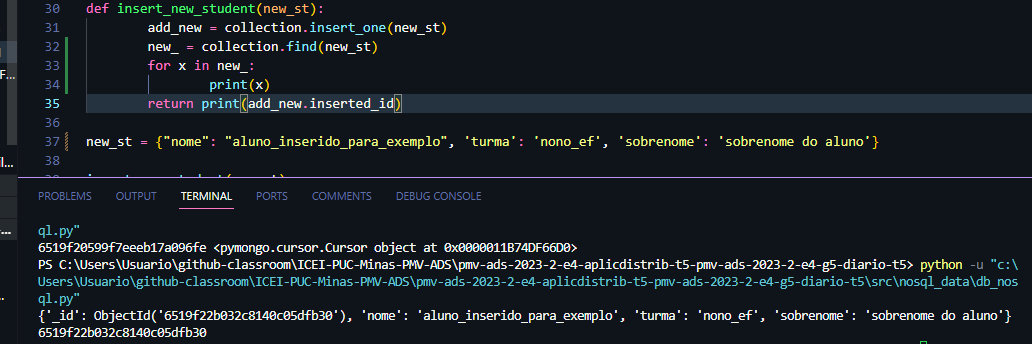 30 def insert_new_student(new_st):
31 add_new = collection.insert_one(new_st)
32 new_ = collection.find(new_st)
33 for x in new_:
34 print(x)
35 return print(add_new.inserted_id)
36
37 new_st = {"nome": "aluno_inserido_para_exemplo", 'turma': 'nono_ef', 'sobrenome': 'sobrenome do aluno'}
38
PROBLEMS OUTPUT TERMINAL PORTS COMMENTS DEBUG CONSOLE
ql.py"
6519f20599f7eeeb17a096fe <pymongo.cursor.Cursor object at 0x0000011B74DF66D0>
PS C:\Users\Usuario\github-classroom\ICEI-PUC-Minas-PMV-ADS\pmv-ads-2023-2-e4-aplicdistrib-t5-pmv-ads-2023-2-e4-g5-diario-t5> python -u "c:\
Users\Usuario\github-classroom\ICEI-PUC-Minas-PMV-ADS\pmv-ads-2023-2-e4-aplicdistrib-t5-pmv-ads-2023-2-e4-g5-diario-t5\src\nosql_data\db_nos
ql.py"
{'_id': ObjectId('6519f22b032c8140c05dfb30'), 'nome': 'aluno_inserido_para_exemplo', 'turma': 'nono_ef', 'sobrenome': 'sobrenome do aluno'}
6519f22b032c8140c05dfb30